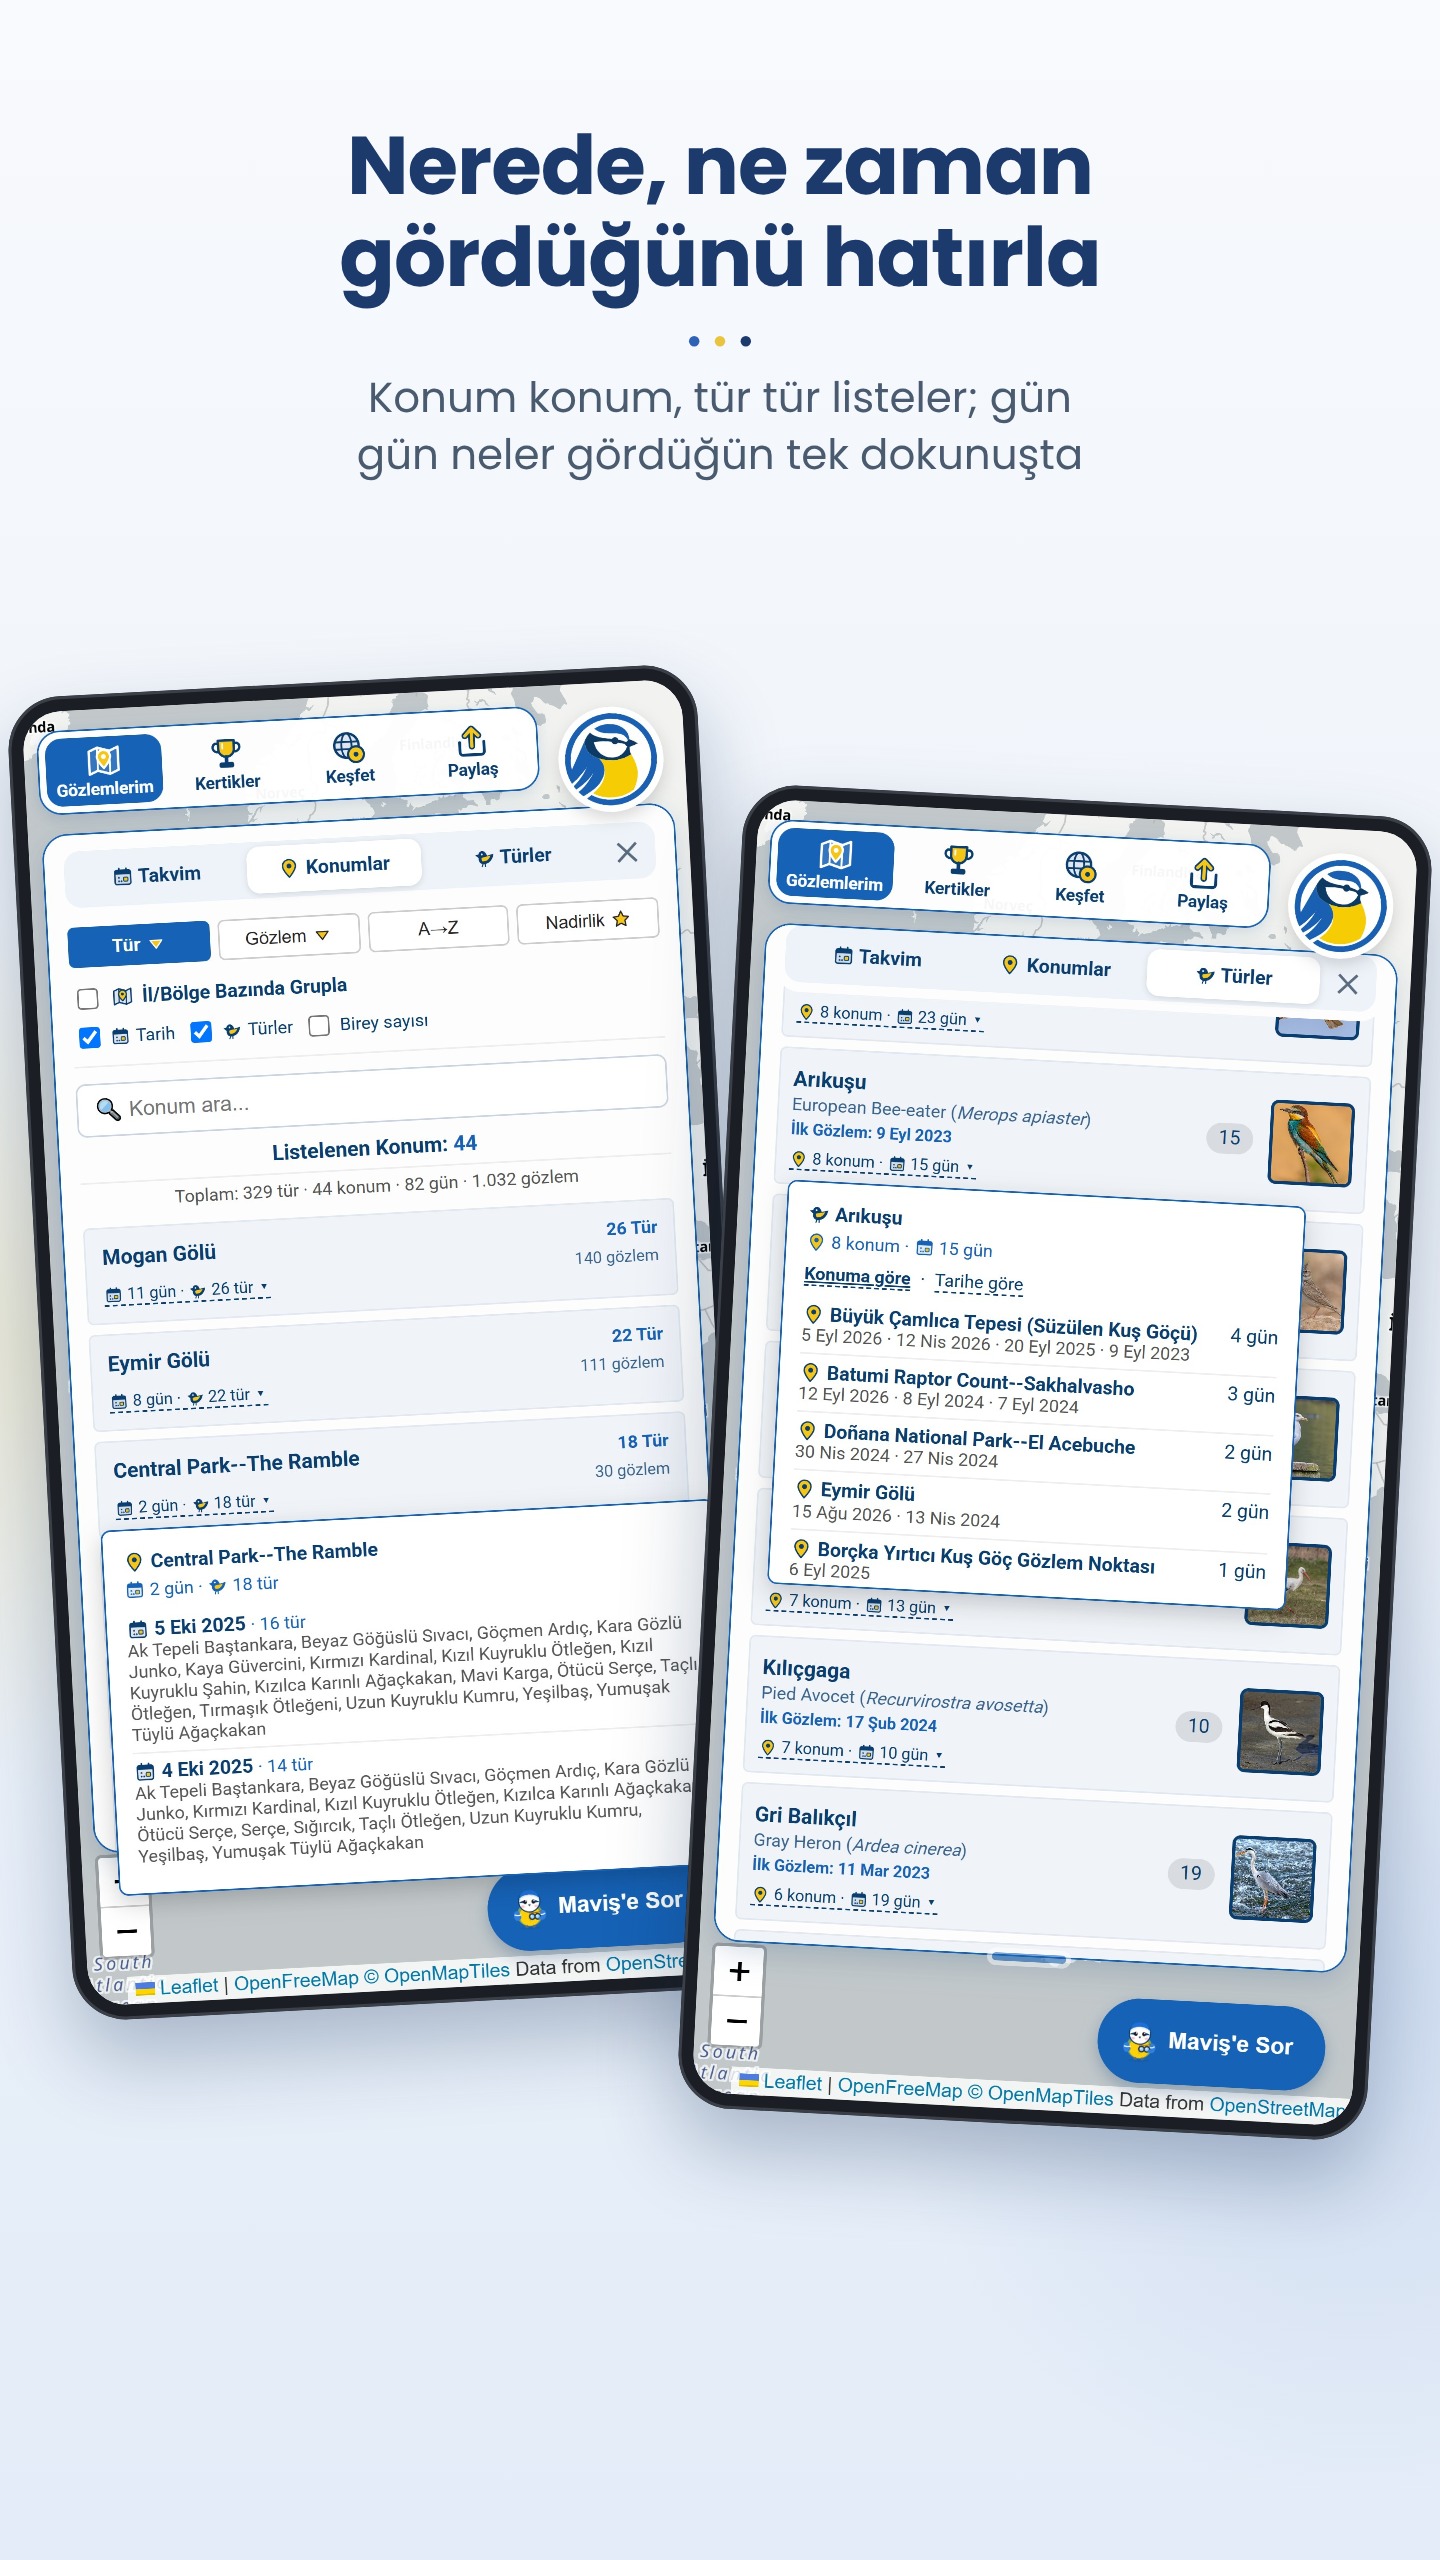 Nerede, ne zaman
gördüğünü hatırla
Konum konum, tür tür listeler; gün
gün neler gördüğün tek dokunuşta
nda
Finland
Norveç
Gözlemlerim
Kertikler
Keşfet
Paylaş
Takvim
Konumlar
Türler
Tür
Gözlem
A→Z
Nadirlik
İl/Bölge Bazında Grupla
Tarih
Türler
Birey sayısı
Konum ara...
Listelenen Konum: 44
Toplam: 329 tür · 44 konum · 82 gün · 1.032 gözlem
Mogan Gölü
26 Tür
140 gözlem
11 gün · 26 tür
Eymir Gölü
22 Tür
111 gözlem
8 gün · 22 tür
Central Park--The Ramble
18 Tür
30 gözlem
2 gün · 18 tür
Central Park--The Ramble
2 gün · 18 tür
5 Eki 2025 · 16 tür
Ak Tepeli Baştankara, Beyaz Göğüslü Sıvacı, Göçmen Ardıç, Kara Gözlü
Junko, Kaya Güvercini, Kırmızı Kardinal, Kızıl Kuyruklu Ötleğen, Kızıl
Kuyruklu Şahin, Kızılca Karınlı Ağaçkakan, Mavi Karga, Ötücü Serçe, Taçlı
Ötleğen, Tırmaşık Ötleğeni, Uzun Kuyruklu Kumru, Yeşilbaş, Yumuşak
Tüylü Ağaçkakan
4 Eki 2025 · 14 tür
Ak Tepeli Baştankara, Beyaz Göğüslü Sıvacı, Göçmen Ardıç, Kara Gözlü
Junko, Kırmızı Kardinal, Kızıl Kuyruklu Ötleğen, Kızılca Karınlı Ağaçkaka
Ötücü Serçe, Serçe, Sığırcık, Taçlı Ötleğen, Uzun Kuyruklu Kumru,
Yeşilbaş, Yumuşak Tüylü Ağaçkakan
−
Maviş'e Sor
South
tla
Leaflet | OpenFreeMap © OpenMapTiles Data from OpenStre
nda
Finland
Norveç
Gözlemlerim
Kertikler
Keşfet
Paylaş
Takvim
Konumlar
Türler
8 konum · 23 gün
Arıkuşu
European Bee-eater (Merops apiaster)
İlk Gözlem: 9 Eyl 2023
8 konum · 15 gün
15
Arıkuşu
8 konum · 15 gün
Konuma göre · Tarihe göre
Büyük Çamlıca Tepesi (Süzülen Kuş Göçü)
4 gün
5 Eyl 2026 · 12 Nis 2026 · 20 Eyl 2025 · 9 Eyl 2023
Batumi Raptor Count--Sakhalvasho
3 gün
12 Eyl 2026 · 8 Eyl 2024 · 7 Eyl 2024
Doñana National Park--El Acebuche
2 gün
30 Nis 2024 · 27 Nis 2024
Eymir Gölü
2 gün
15 Ağu 2026 · 13 Nis 2024
Borçka Yırtıcı Kuş Göç Gözlem Noktası
1 gün
6 Eyl 2025
7 konum · 13 gün
Kılıçgaga
Pied Avocet (Recurvirostra avosetta)
İlk Gözlem: 17 Şub 2024
7 konum · 10 gün
10
Gri Balıkçıl
Gray Heron (Ardea cinerea)
İlk Gözlem: 11 Mar 2023
6 konum · 19 gün
19
+
−
Maviş'e Sor
South
tla
Leaflet | OpenFreeMap © OpenMapTiles Data from OpenStreetMap